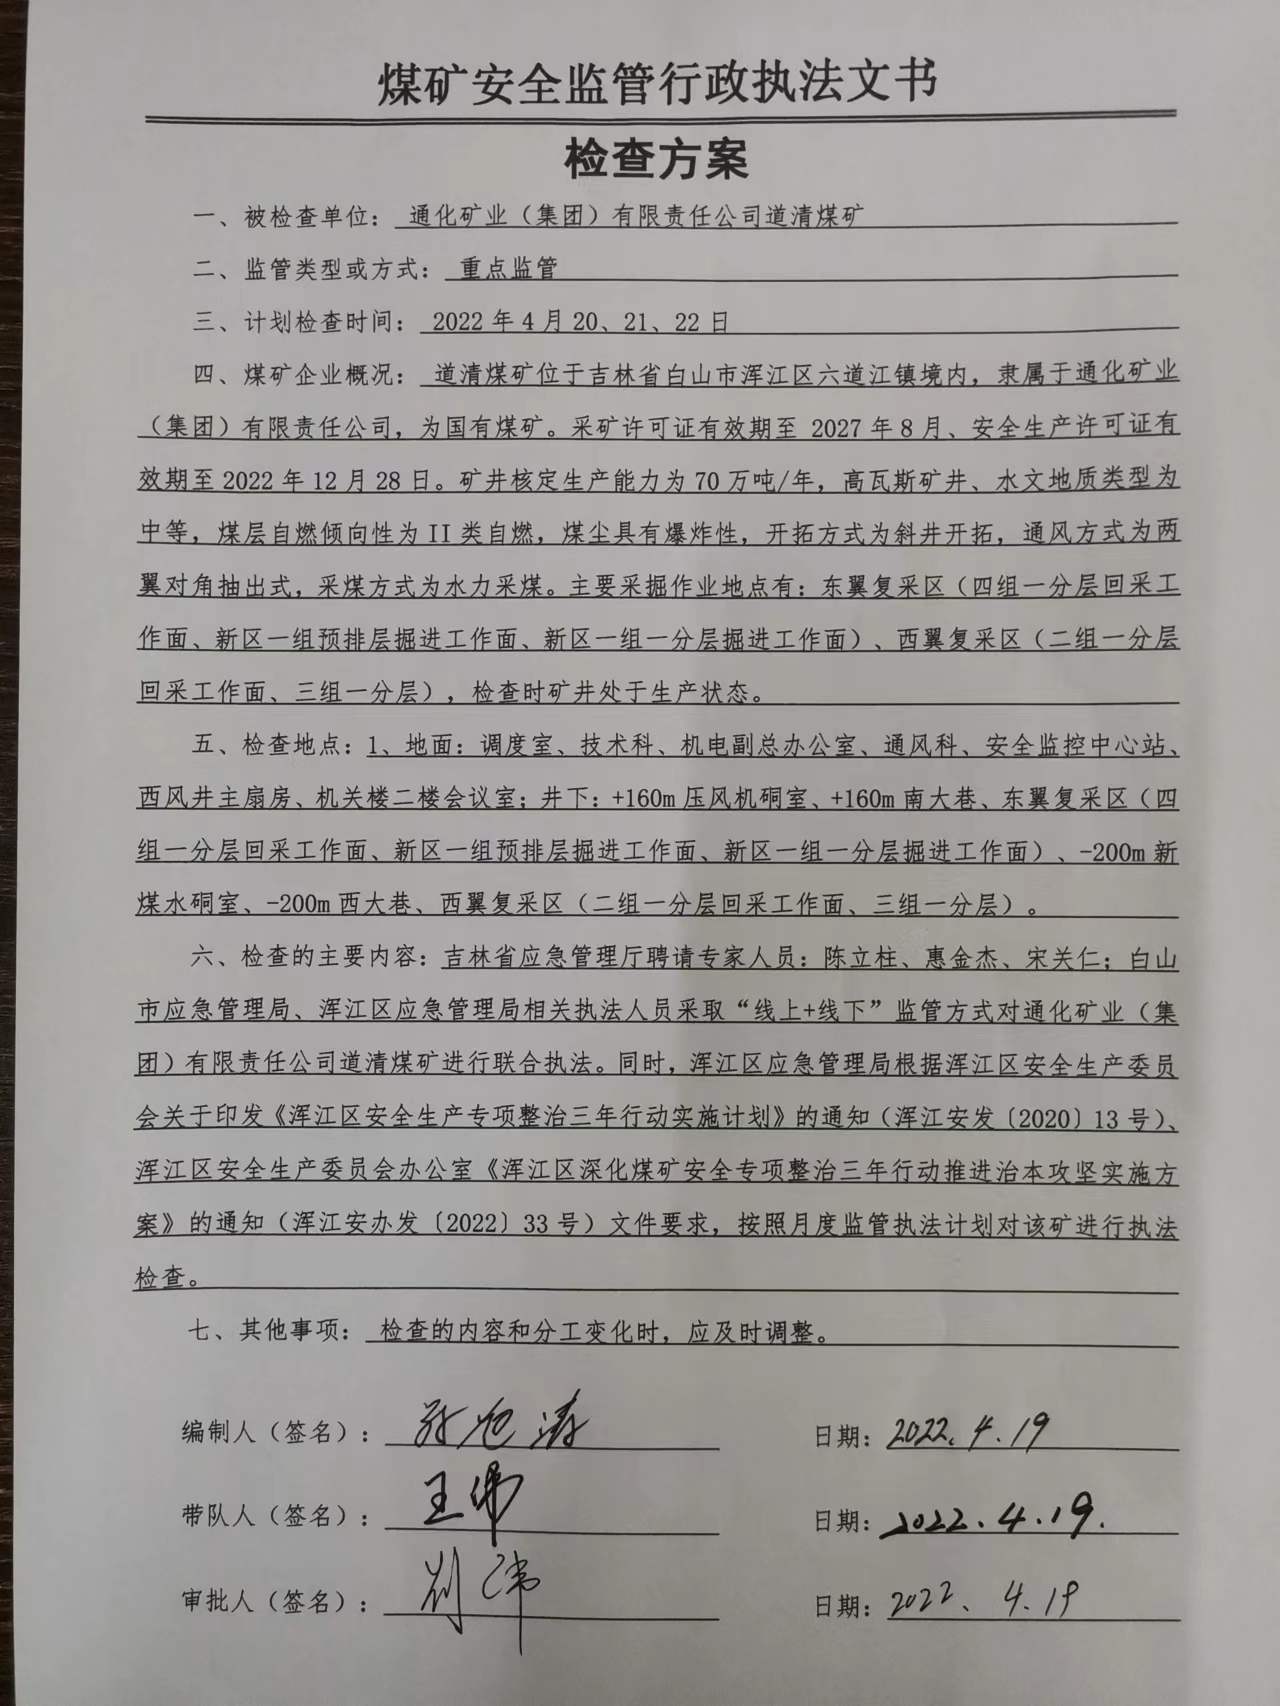 煤矿安全监管行政执法文书
检查方案
一、被检查单位：通化矿业（集团）有限责任公司道清煤矿
二、监管类型或方式：重点监管
三、计划检查时间：2022年4月20、21、22日
四、煤矿企业概况：道清煤矿位于吉林省白山市浑江区六道江镇境内，隶属于通化矿业
（集团）有限责任公司，为国有煤矿。采矿许可证有效期至 2027年8月、安全生产许可证有
效期至2022年12月28日。矿井核定生产能力为70万吨/年，高瓦斯矿井、水文地质类型为
中等，煤层自燃倾向性为II类自燃，煤尘具有爆炸性，开拓方式为斜井开拓，通风方式为两
翼对角抽出式，采煤方式为水力采煤。主要采掘作业地点有：东翼复采区（四组一分层回采工
作面、新区一组预排层掘进工作面、新区一组一分层掘进工作面）、西翼复采区（二组一分层
回采工作面、三组一分层），检查时矿井处于生产状态。
五、检查地点：1、地面：调度室、技术科、机电副总办公室、通风科、安全监控中心站、
西风井主扇房、机关楼二楼会议室；井下：+160m压风机硐室、+160m南大巷、东翼复采区（四
组一分层回采工作面、新区一组预排层掘进工作面、新区一组一分层掘进工作面）、-200m新
煤水硐室、-200m西大巷、西翼复采区（二组一分层回采工作面、三组一分层）。
六、检查的主要内容：吉林省应急管理厅聘请专家人员：陈立柱、惠金杰、宋关仁；白山
市应急管理局、浑江区应急管理局相关执法人员采取“线上+线下”监管方式对通化矿业（集
团）有限责任公司道清煤矿进行联合执法。同时，浑江区应急管理局根据浑江区安全生产委员
会关于印发《浑江区安全生产专项整治三年行动实施计划》的通知（浑江安发〔2020〕13号）、
浑江区安全生产委员会办公室《浑江区深化煤矿安全专项整治三年行动推进治本攻坚实施方
案》的通知（浑江安办发〔2022〕33号）文件要求，按照月度监管执法计划对该矿进行执法
检查。
七、其他事项：检查的内容和分工变化时，应及时调整。
编制人（签名）： 日期：2022.4.19
带队人（签名）：王伟 日期：2022.4.19.
审批人（签名）： 日期：2022.4.19